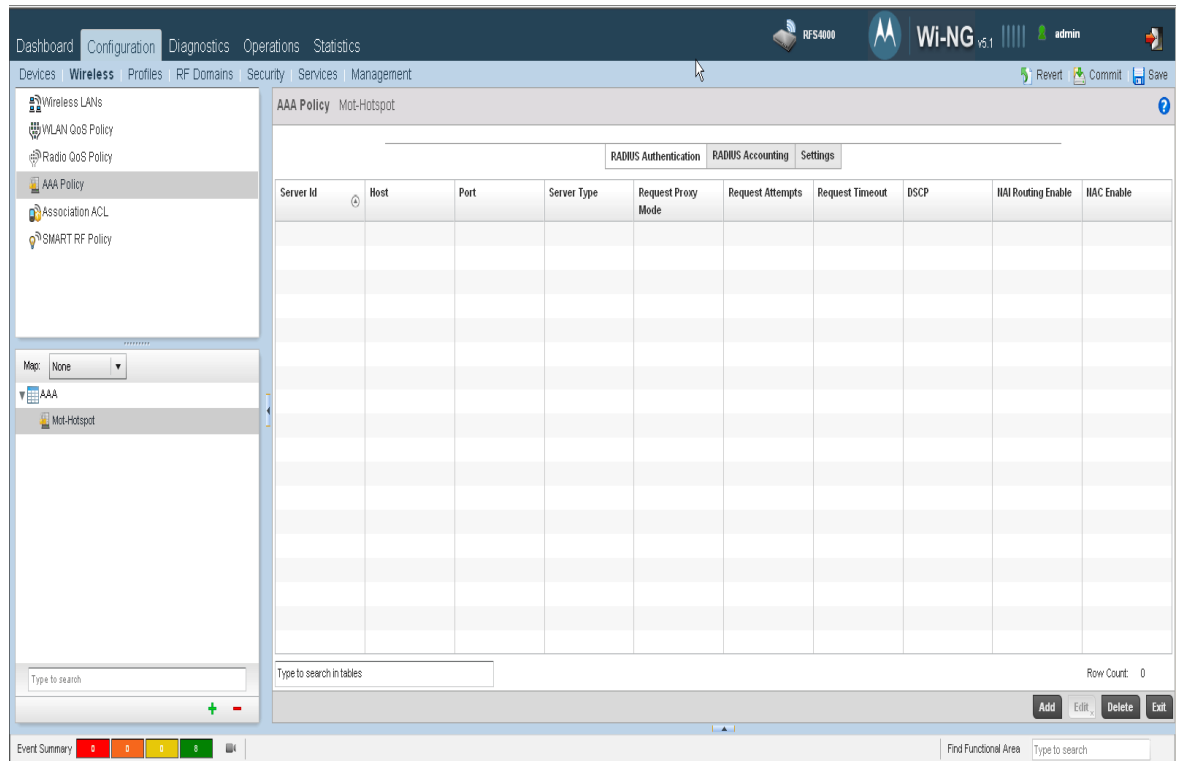 Dashboard Configuration Diagnostics Operations Statistics
RFS4000 Wi-NG v5.1 admin
Devices Wireless Profiles RF Domains Security Services Management
Revert Commit Save
Wireless LANs
WLAN QoS Policy
Radio QoS Policy
AAA Policy
Association ACL
SMART RF Policy
Map: None
AAA
Mot-Hotspot
Type to search
AAA Policy Mot-Hotspot
RADIUS Authentication RADIUS Accounting Settings
Server Id Host Port Server Type Request Proxy Mode Request Attempts Request Timeout DSCP NAI Routing Enable NAC Enable
Type to search in tables
Row Count: 0
Add Edit Delete Exit
Event Summary 0 0 0 8
Find Functional Area Type to search